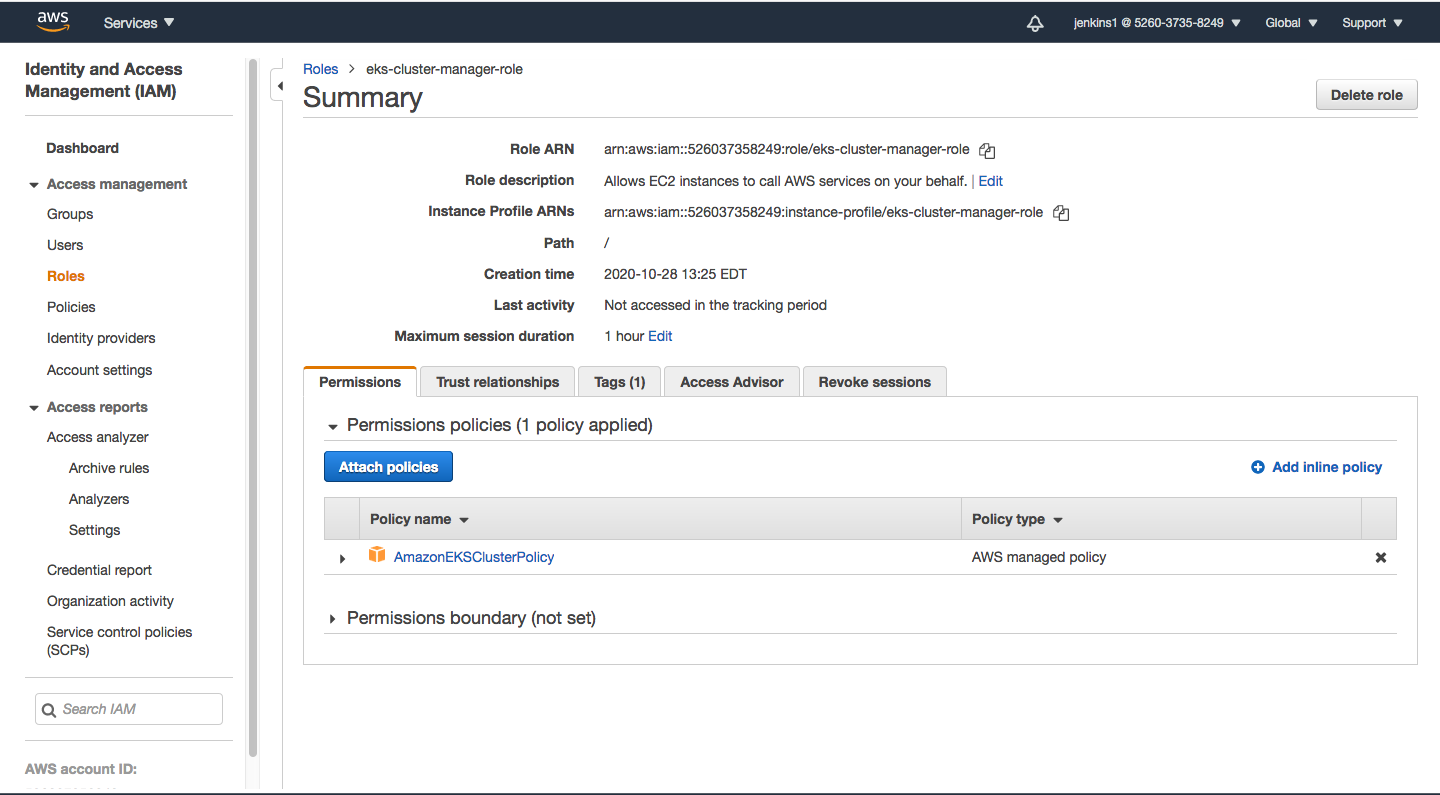 aws Services jenkins1 @ 5260-3735-8249 Global Support
Identity and Access
Management (IAM)
Dashboard
Access management
Groups
Users
Roles
Policies
Identity providers
Account settings
Access reports
Access analyzer
Archive rules
Analyzers
Settings
Credential report
Organization activity
Service control policies
(SCPs)
Search IAM
AWS account ID:
Roles > eks-cluster-manager-role
Summary
Delete role
Role ARN arn:aws:iam::526037358249:role/eks-cluster-manager-role
Role description Allows EC2 instances to call AWS services on your behalf. | Edit
Instance Profile ARNs arn:aws:iam::526037358249:instance-profile/eks-cluster-manager-role
Path /
Creation time 2020-10-28 13:25 EDT
Last activity Not accessed in the tracking period
Maximum session duration 1 hour Edit
Permissions Trust relationships Tags (1) Access Advisor Revoke sessions
Permissions policies (1 policy applied)
Attach policies Add inline policy
Policy name Policy type
AmazonEKSClusterPolicy AWS managed policy
Permissions boundary (not set)